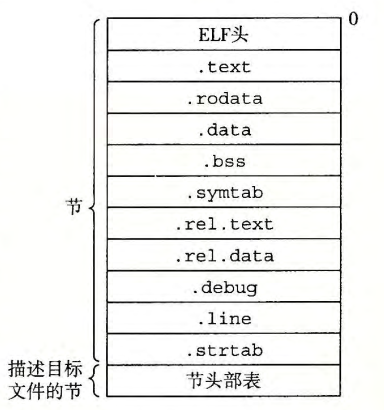 0
ELF头
.text
.rodata
.data
.bss
.symtab
节
.rel.text
.rel.data
.debug
.line
.strtab
描述目标
文件的节
节头部表